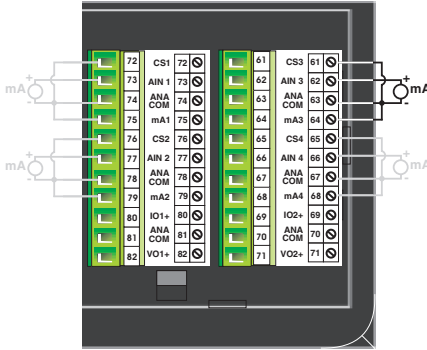 72 CS1 72 61 CS3 61
73 AIN 1 73 62 AIN 3 62
74 ANA COM 74 63 ANA COM 63
75 mA1 75 64 mA3 64
76 CS2 76 65 CS4 65
77 AIN 2 77 66 AIN 4 66
78 ANA COM 78 67 ANA COM 67
79 mA2 79 68 mA4 68
80 IO1+ 80 69 IO2+ 69
81 ANA COM 81 70 ANA COM 70
82 VO1+ 82 71 VO2+ 71
mA + -
mA + -
+ mA -
+ mA -